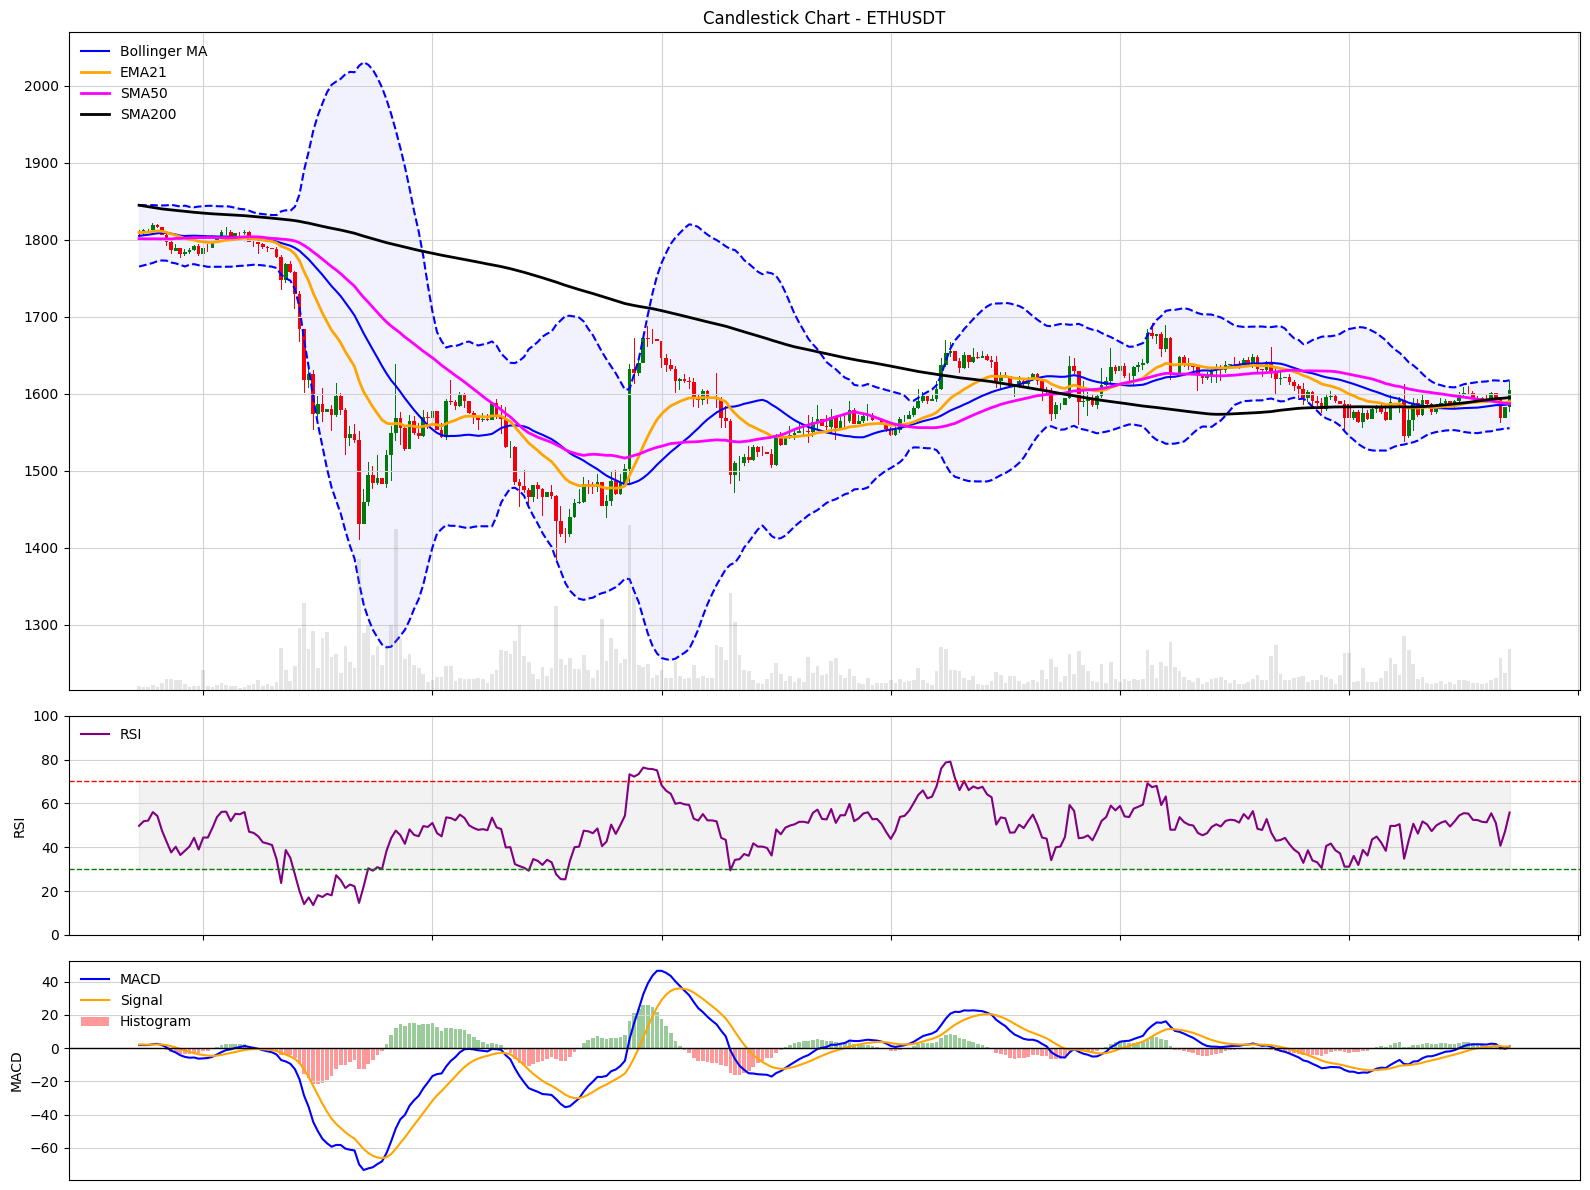 Candlestick Chart - ETHUSDT
Bollinger MA
EMA21
SMA50
SMA200
2000
1900
1800
1700
1600
1500
1400
1300
RSI
100
80
60
40
20
0
RSI
MACD
Signal
Histogram
40
20
0
−20
−40
−60
MACD